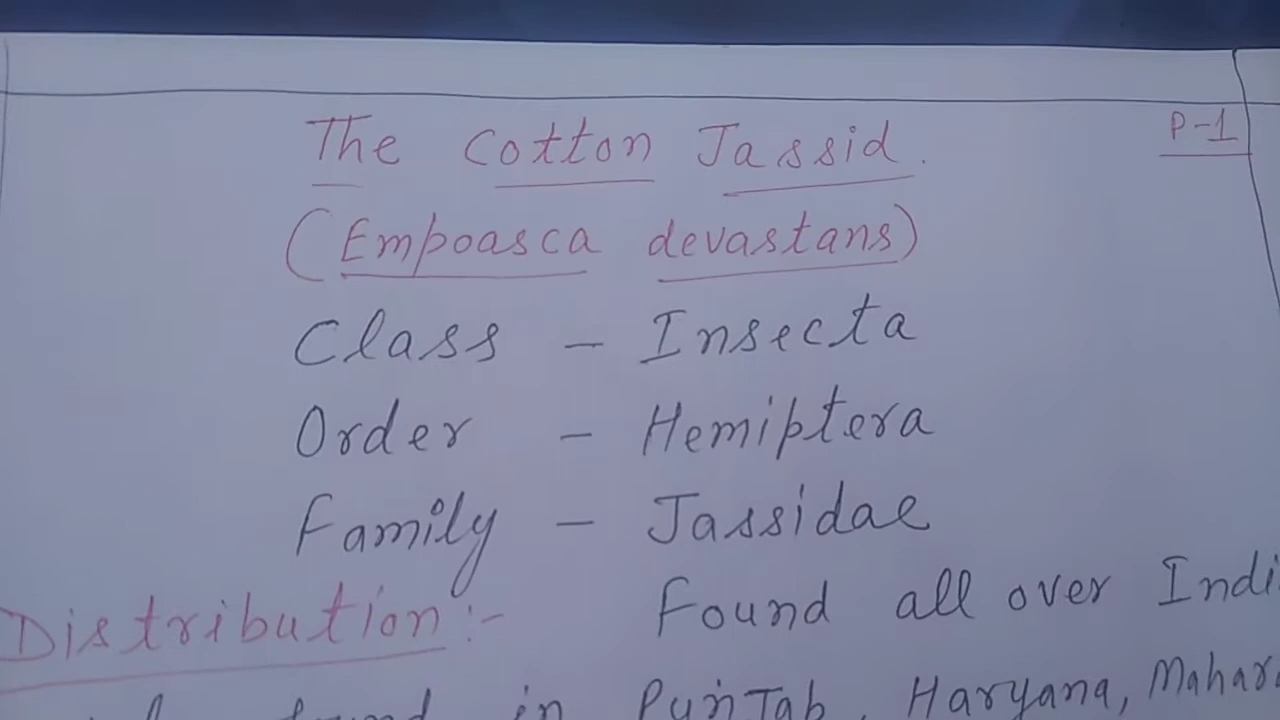 The Cotton Jassid.
P-1
(Empoasca devastans)
Class - Insecta
Order - Hemiptera
Family - Jassidae
Distribution :- Found all over Indi
found in Punjab, Haryana, Mahar